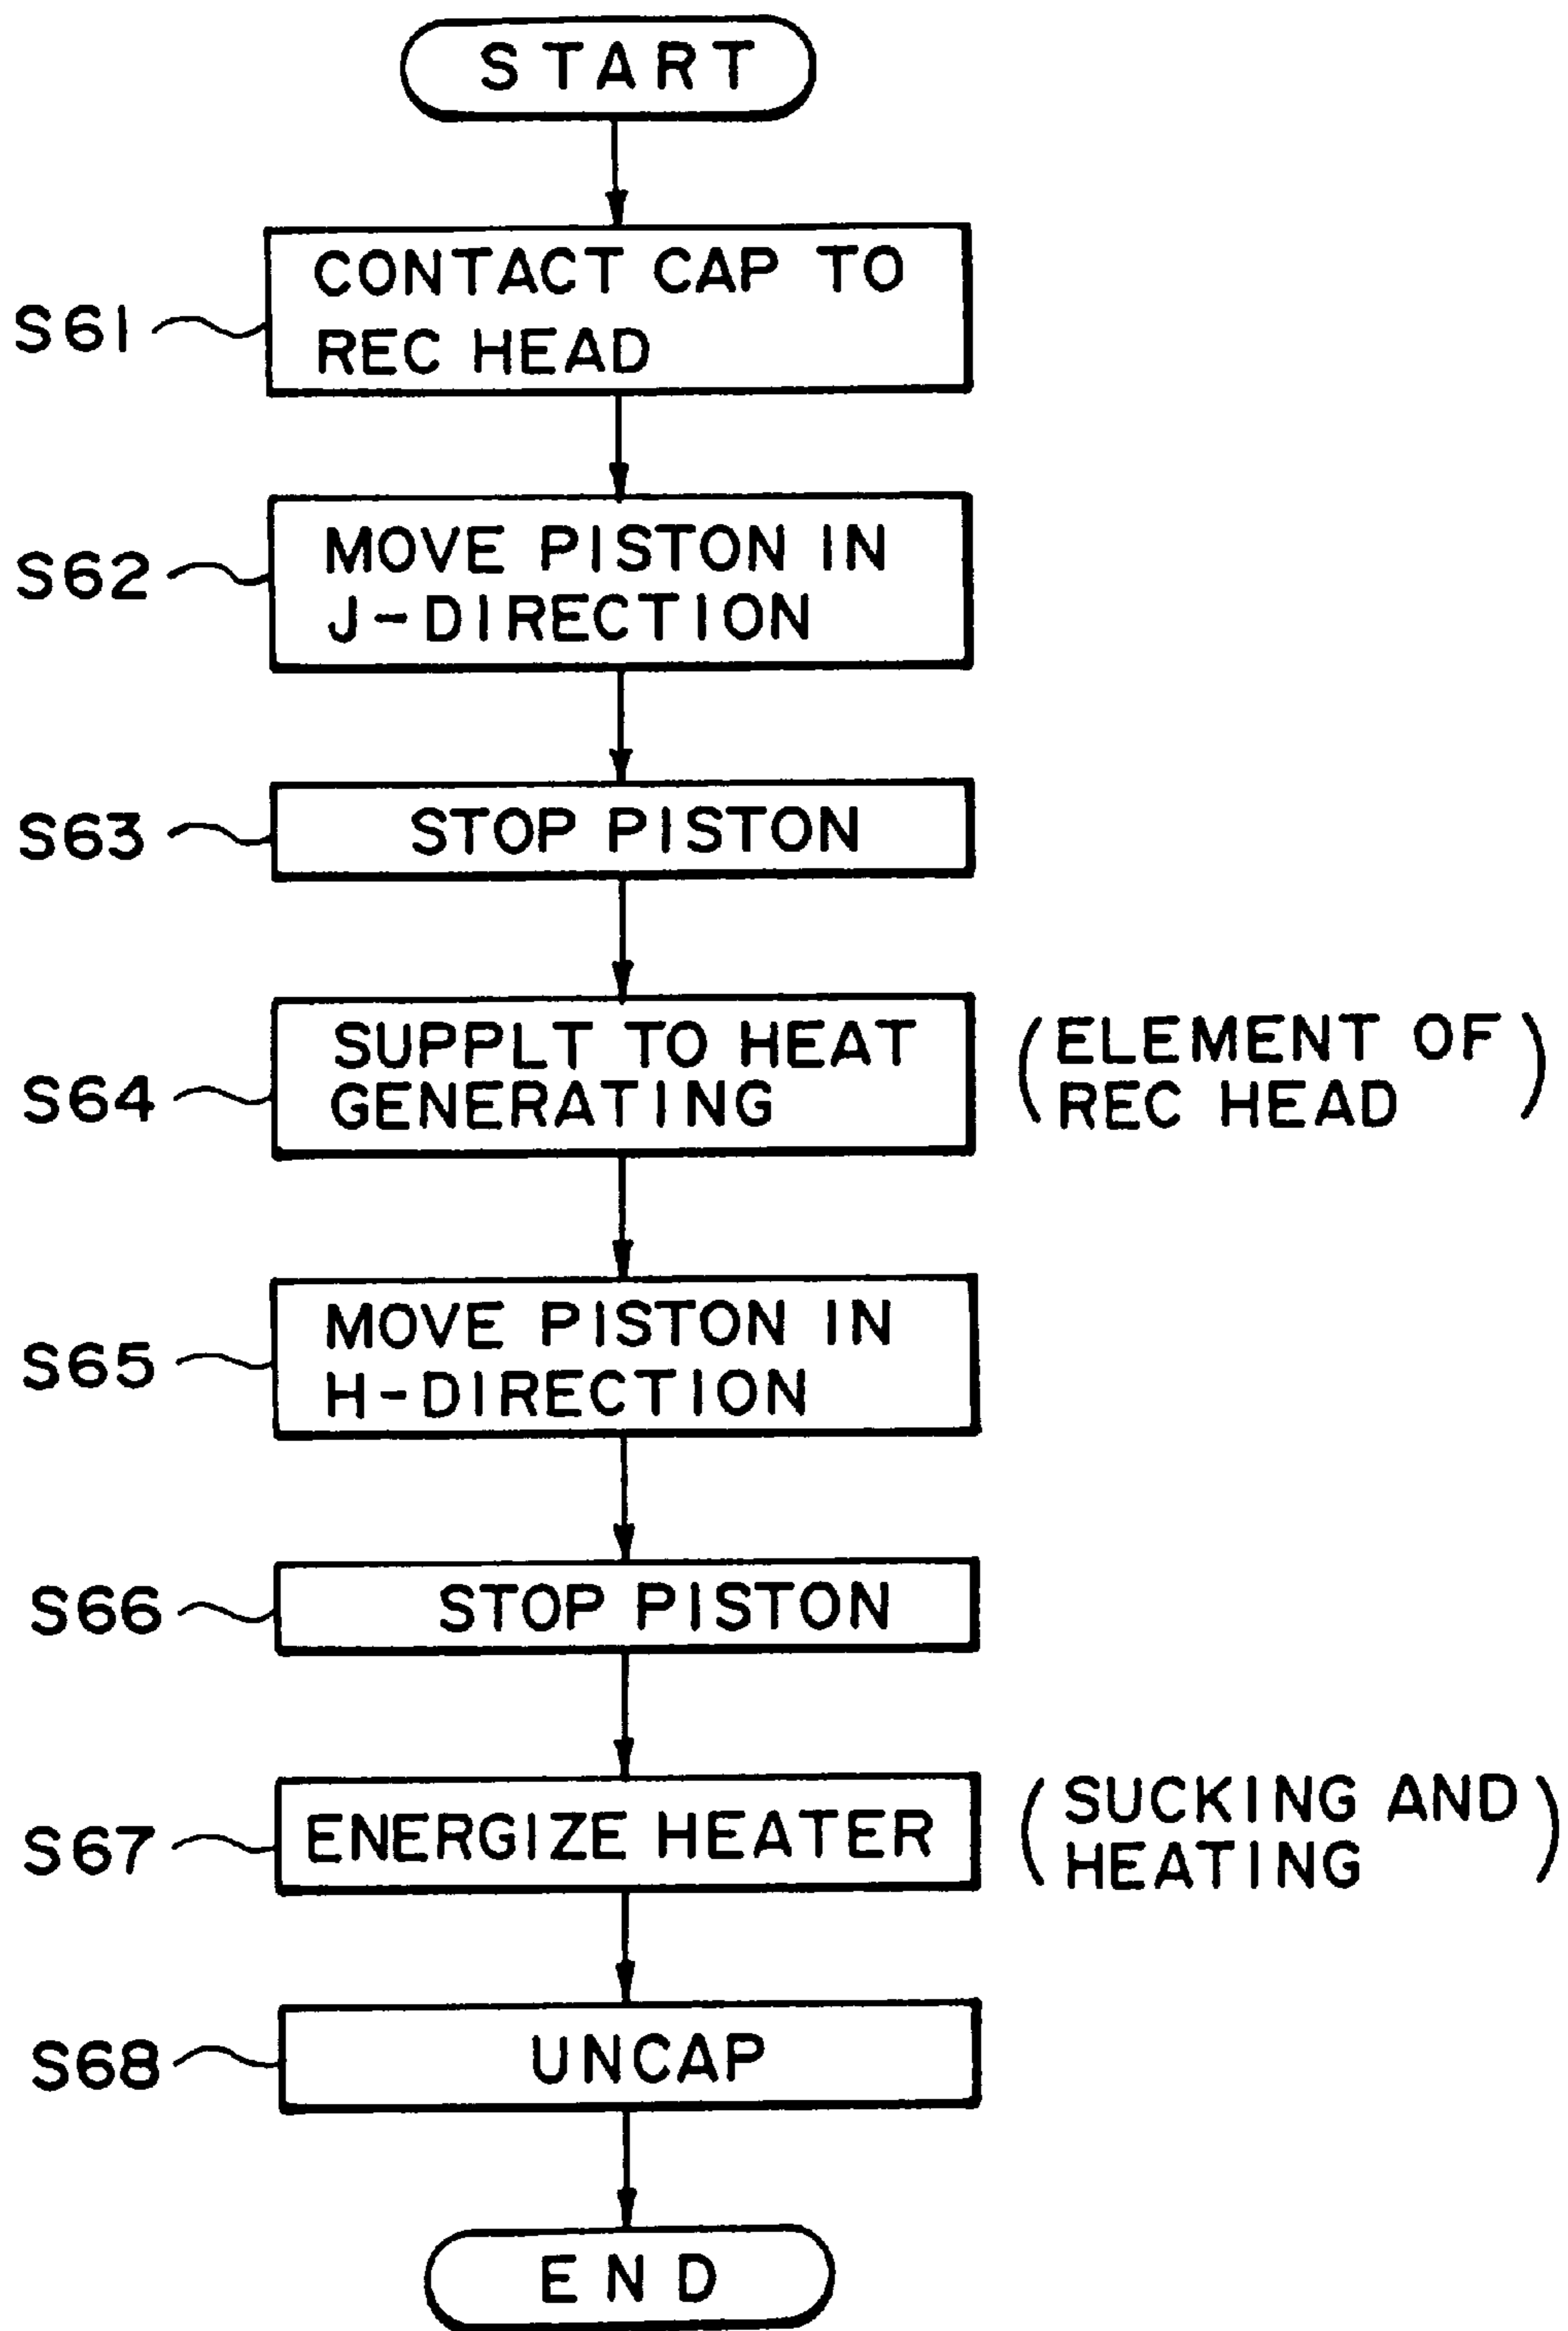 START
S61
CONTACT CAP TO
REC HEAD
S62
MOVE PISTON IN
J-DIRECTION
S63
STOP PISTON
S64
SUPPLT TO HEAT
GENERATING
(ELEMENT OF
REC HEAD)
S65
MOVE PISTON IN
H-DIRECTION
S66
STOP PISTON
S67
ENERGIZE HEATER
(SUCKING AND
HEATING)
S68
UNCAP
END